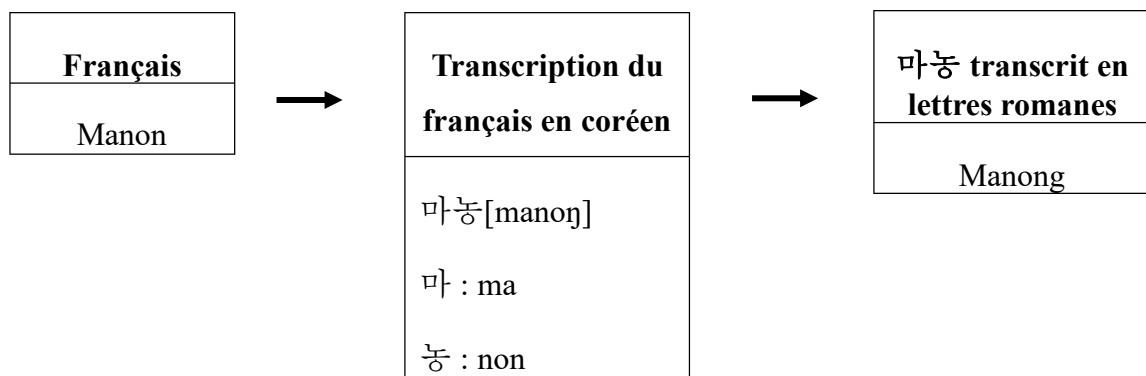 Français
Manon
Transcription du
français en coréen
마농[manoŋ]
마 : ma
농 : non
마농 transcrit en
lettres romanes
Manong